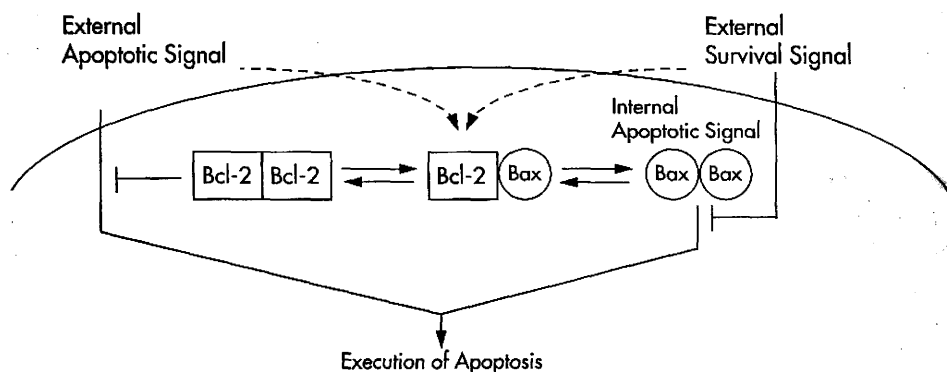 External
Apoptotic Signal
External
Survival Signal
Internal
Apoptotic Signal
Bcl-2 Bcl-2
Bcl-2 Bax
Bax Bax
Execution of Apoptosis